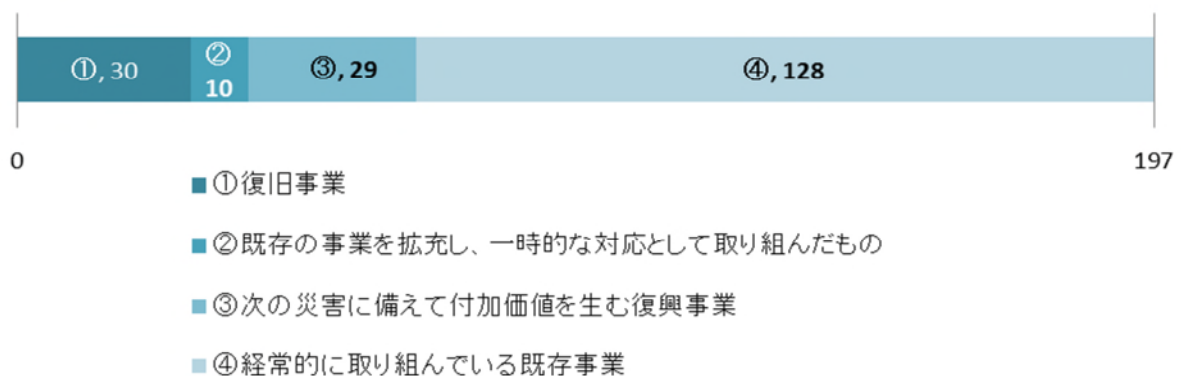 ①, 30
②
10
③, 29
④, 128
0
197
■①復旧事業
■②既存の事業を拡充し、一時的な対応として取り組んだもの
■③次の災害に備えて付加価値を生む復興事業
■④経常的に取り組んでいる既存事業